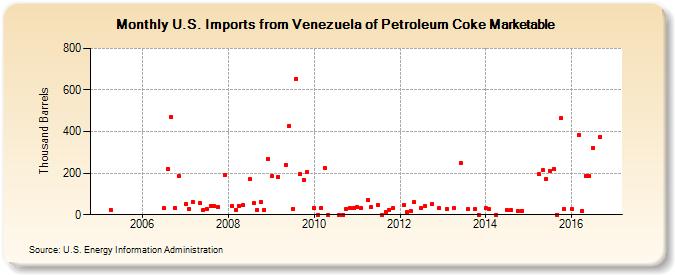 Monthly U.S. Imports from Venezuela of Petroleum Coke Marketable
Thousand Barrels
800
600
400
200
0
2006 2008 2010 2012 2014 2016
Source: U.S. Energy Information Administration